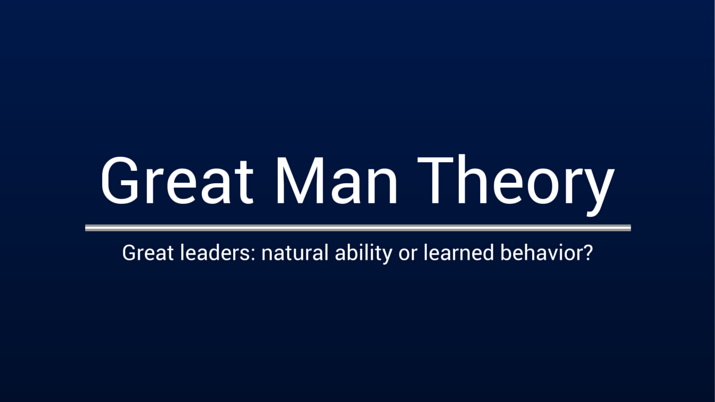 Great Man Theory
Great leaders: natural ability or learned behavior?